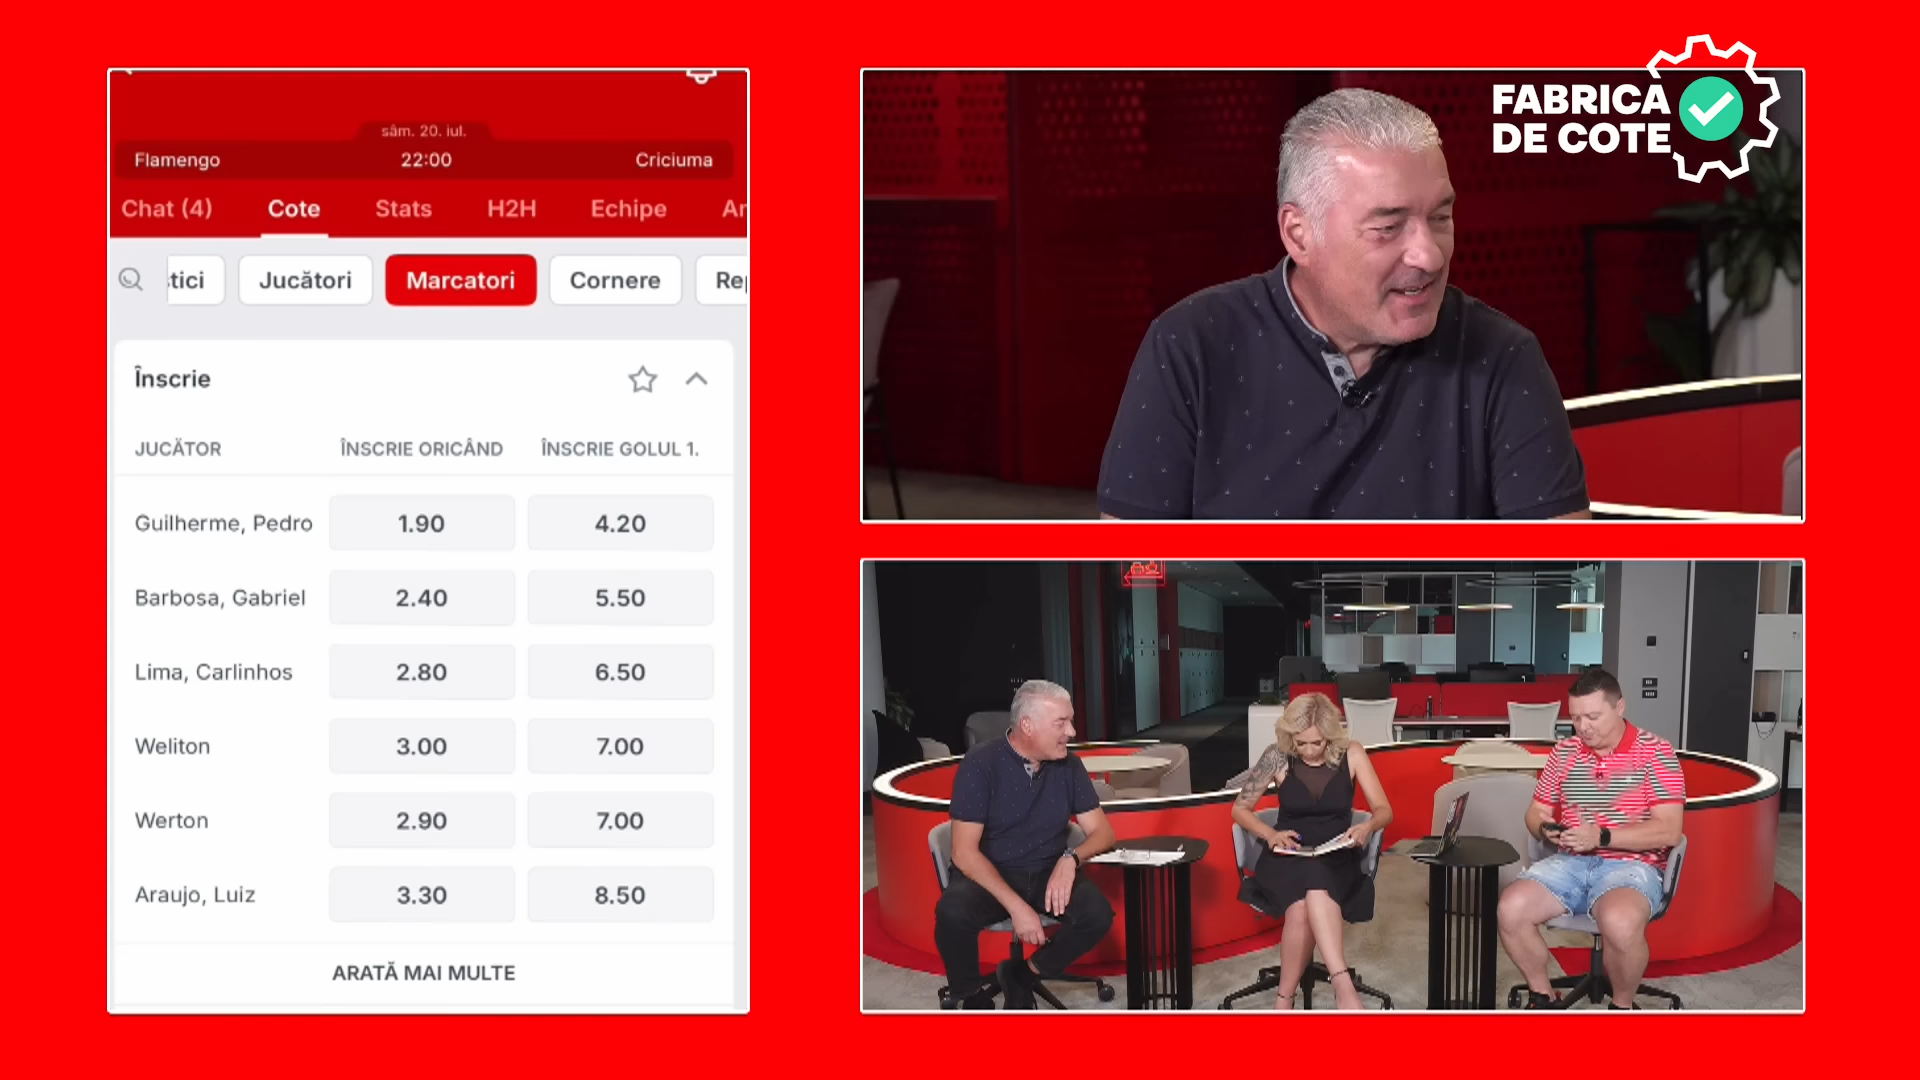 sâm. 20. iul.
Flamengo 22:00 Criciuma
Chat (4) Cote Stats H2H Echipe
Jucători Marcatori Cornere
Înscrie
JUCĂTOR ÎNSCRIE ORICÂND ÎNSCRIE GOLUL 1.
Guilherme, Pedro 1.90 4.20
Barbosa, Gabriel 2.40 5.50
Lima, Carlinhos 2.80 6.50
Weliton 3.00 7.00
Werton 2.90 7.00
Araujo, Luiz 3.30 8.50
ARATĂ MAI MULTE
FABRICA
DE COTE